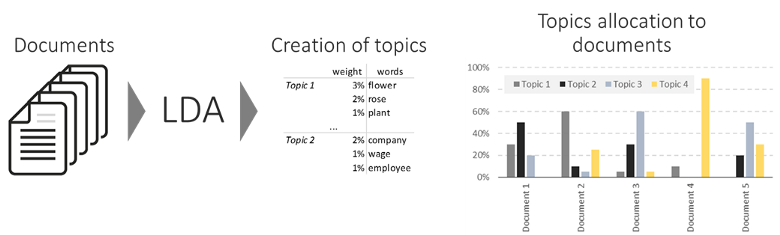 Documents
LDA
Creation of topics
weight words
Topic 1 3% flower
2% rose
1% plant
...
Topic 2 2% company
1% wage
1% employee
Topics allocation to
documents
100%
80%
60%
40%
20%
0%
Topic 1 Topic 2 Topic 3 Topic 4
Document 1
Document 2
Document 3
Document 4
Document 5